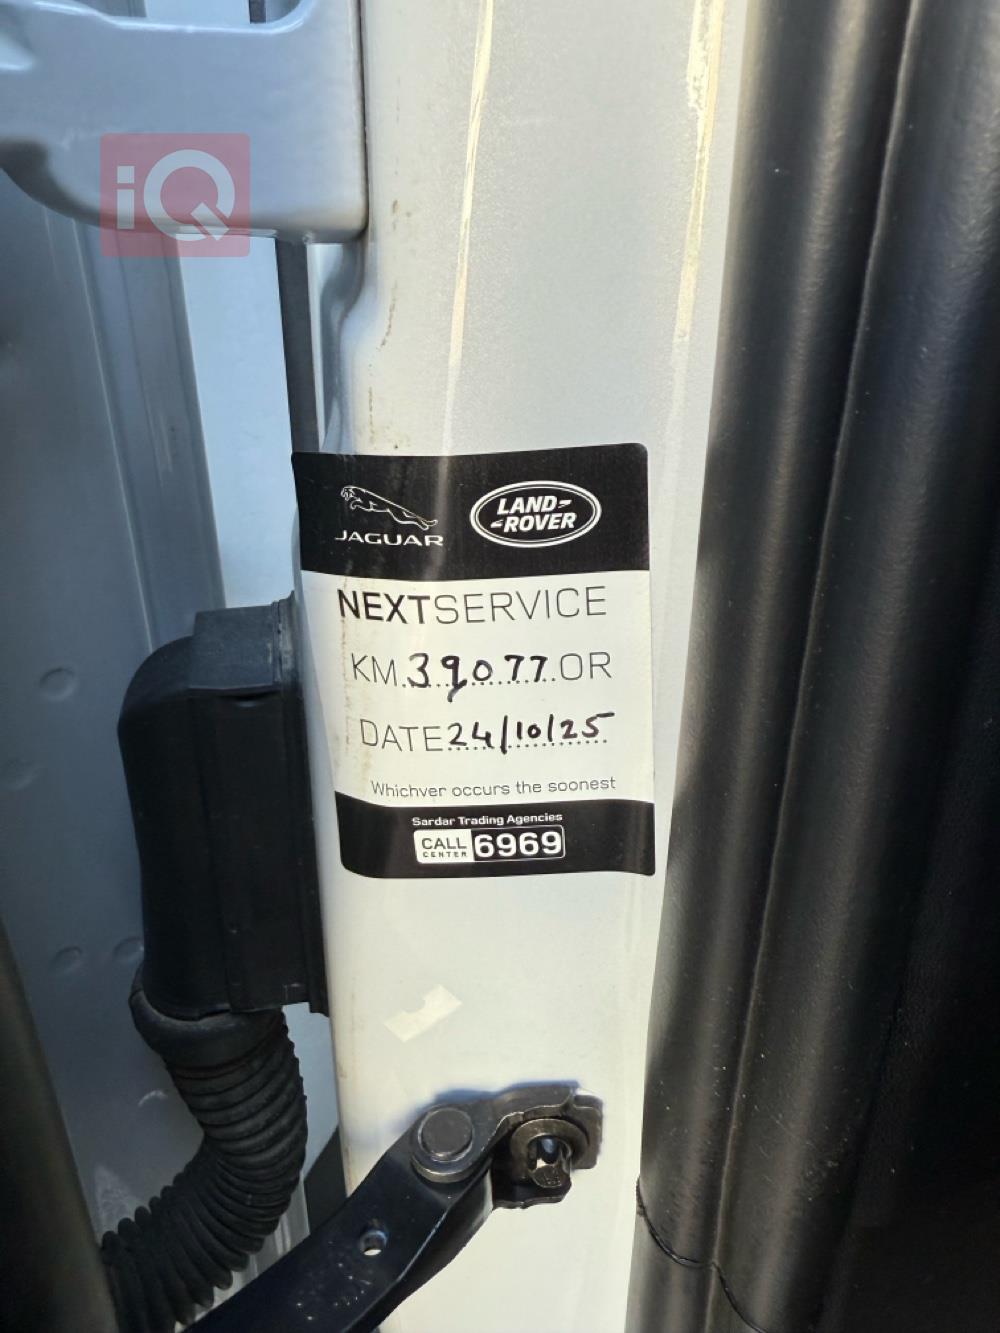 iQ
JAGUAR
LAND-
-ROVER
NEXTSERVICE
KM.39077.OR
DATE 24/10/25
Whichver occurs the soonest
Sardar Trading Agencies
CALL CENTER 6969